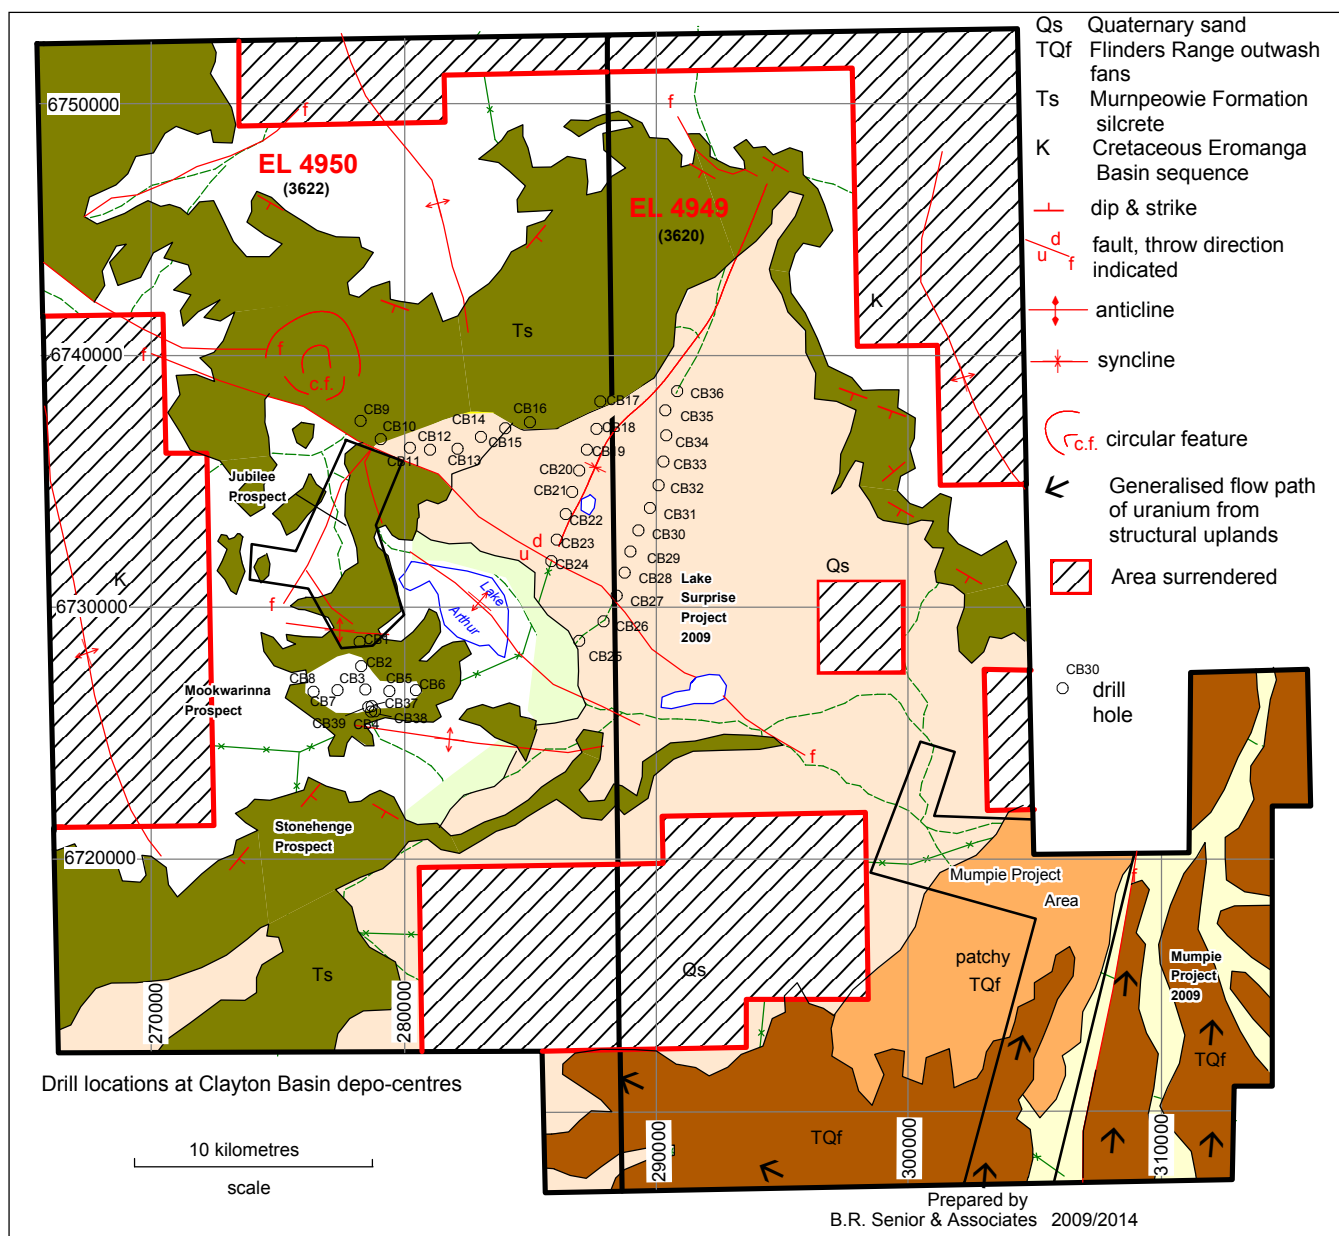 Qs Quaternary sand
TQf Flinders Range outwash
fans
Ts Murnpeowie Formation
silcrete
K Cretaceous Eromanga
Basin sequence
dip & strike
d
u f
fault, throw direction
indicated
anticline
syncline
c.f. circular feature
Generalised flow path
of uranium from
structural uplands
Area surrendered
CB30
drill
hole
6750000
6740000
6730000
6720000
270000
280000
290000
300000
310000
EL 4950
(3622)
EL 4949
(3620)
f
f
f
f
c.f.
K
Ts
K
CB9
CB10
CB11
CB12
CB13
CB14
CB15
CB16
CB17
CB18
CB19
CB20
CB21
CB22
CB23
CB24
CB25
CB26
CB27
CB28
CB29
CB30
CB31
CB32
CB33
CB34
CB35
CB36
Jubilee
Prospect
d
u
f
Lake
Arthur
Qs
Lake
Surprise
Project
2009
CB1
CB2
CB3
CB5
CB6
CB8
CB7
CB37
CB38
CB39
CB4
Mookwarinna
Prospect
f
Stonehenge
Prospect
Ts
Qs
Mumpie Project
Area
patchy
TQf
f
Mumpie
Project
2009
TQf
TQf
Drill locations at Clayton Basin depo-centres
10 kilometres
scale
Prepared by
B.R. Senior & Associates 2009/2014